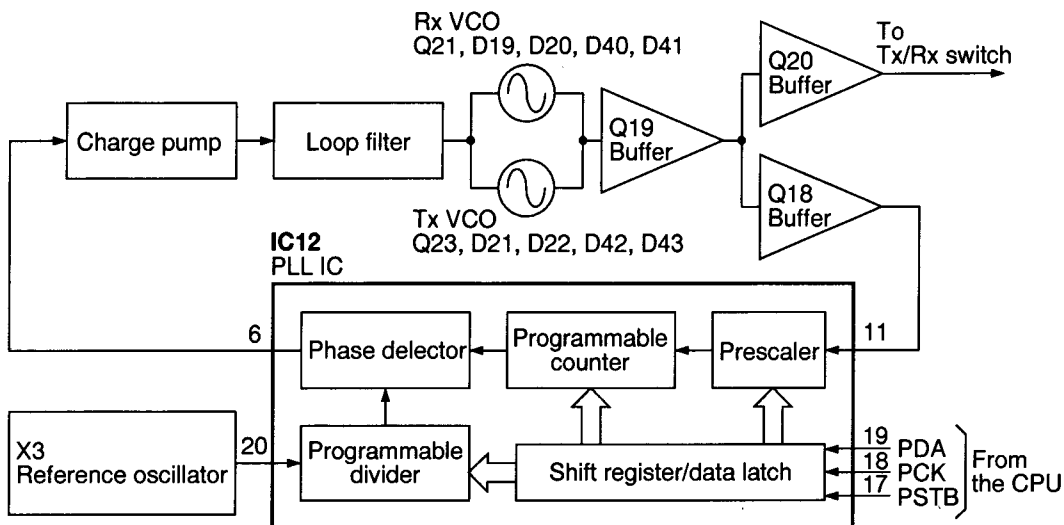 Rx VCO
Q21, D19, D20, D40, D41
To
Tx/Rx switch
Q20
Buffer
Charge pump
Loop filter
Q19
Buffer
Q18
Buffer
Tx VCO
Q23, D21, D22, D42, D43
IC12
PLL IC
6
Phase delector
Programmable
counter
Prescaler
11
X3
Reference oscillator
20
Programmable
divider
Shift register/data latch
19
PDA
18
PCK
17
PSTB
From
the CPU